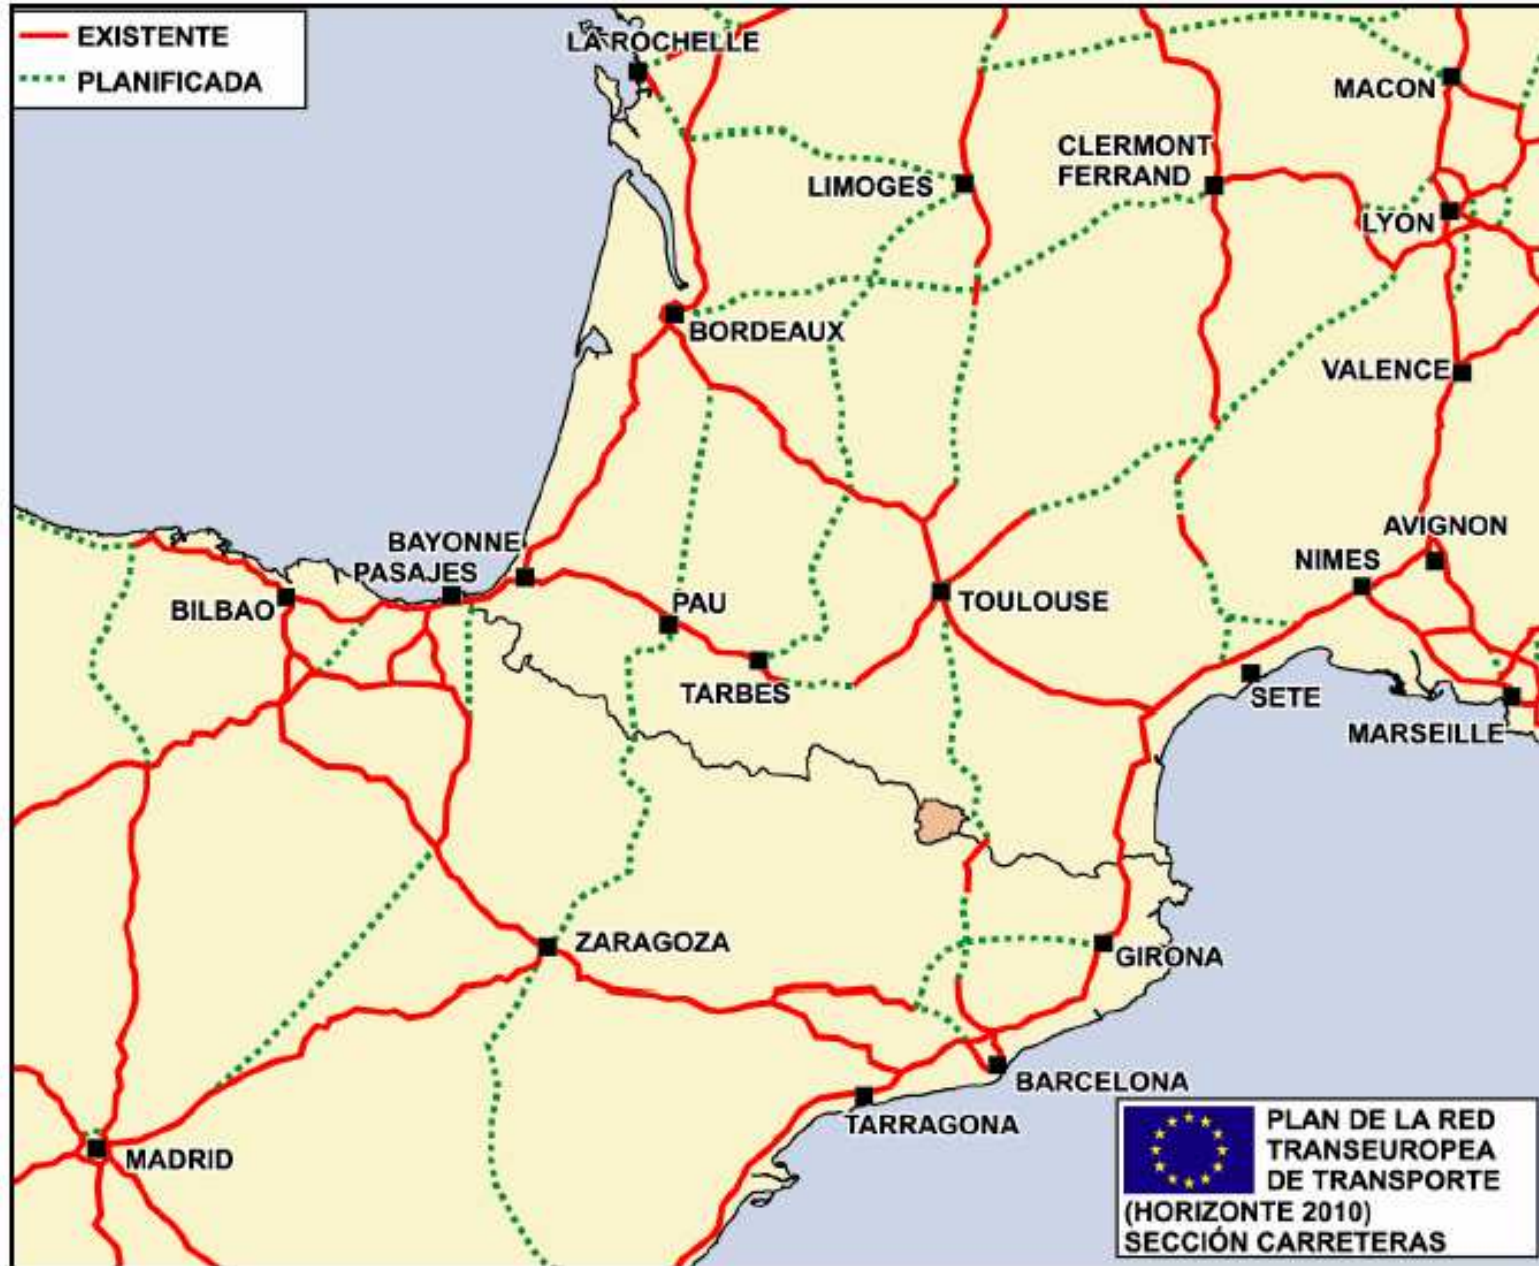 EXISTENTE
PLANIFICADA
LA ROCHELLE
MACON
CLERMONT
FERRAND
LIMOGES
LYON
BORDEAUX
VALENCE
AVIGNON
BAYONNE
NIMES
PASAJES
BILBAO
PAU
TOULOUSE
TARBES
SETE
MARSEILLE
ZARAGOZA
GIRONA
BARCELONA
TARRAGONA
MADRID
PLAN DE LA RED
TRANSEUROPEA
DE TRANSPORTE
(HORIZONTE 2010)
SECCIÓN CARRETERAS